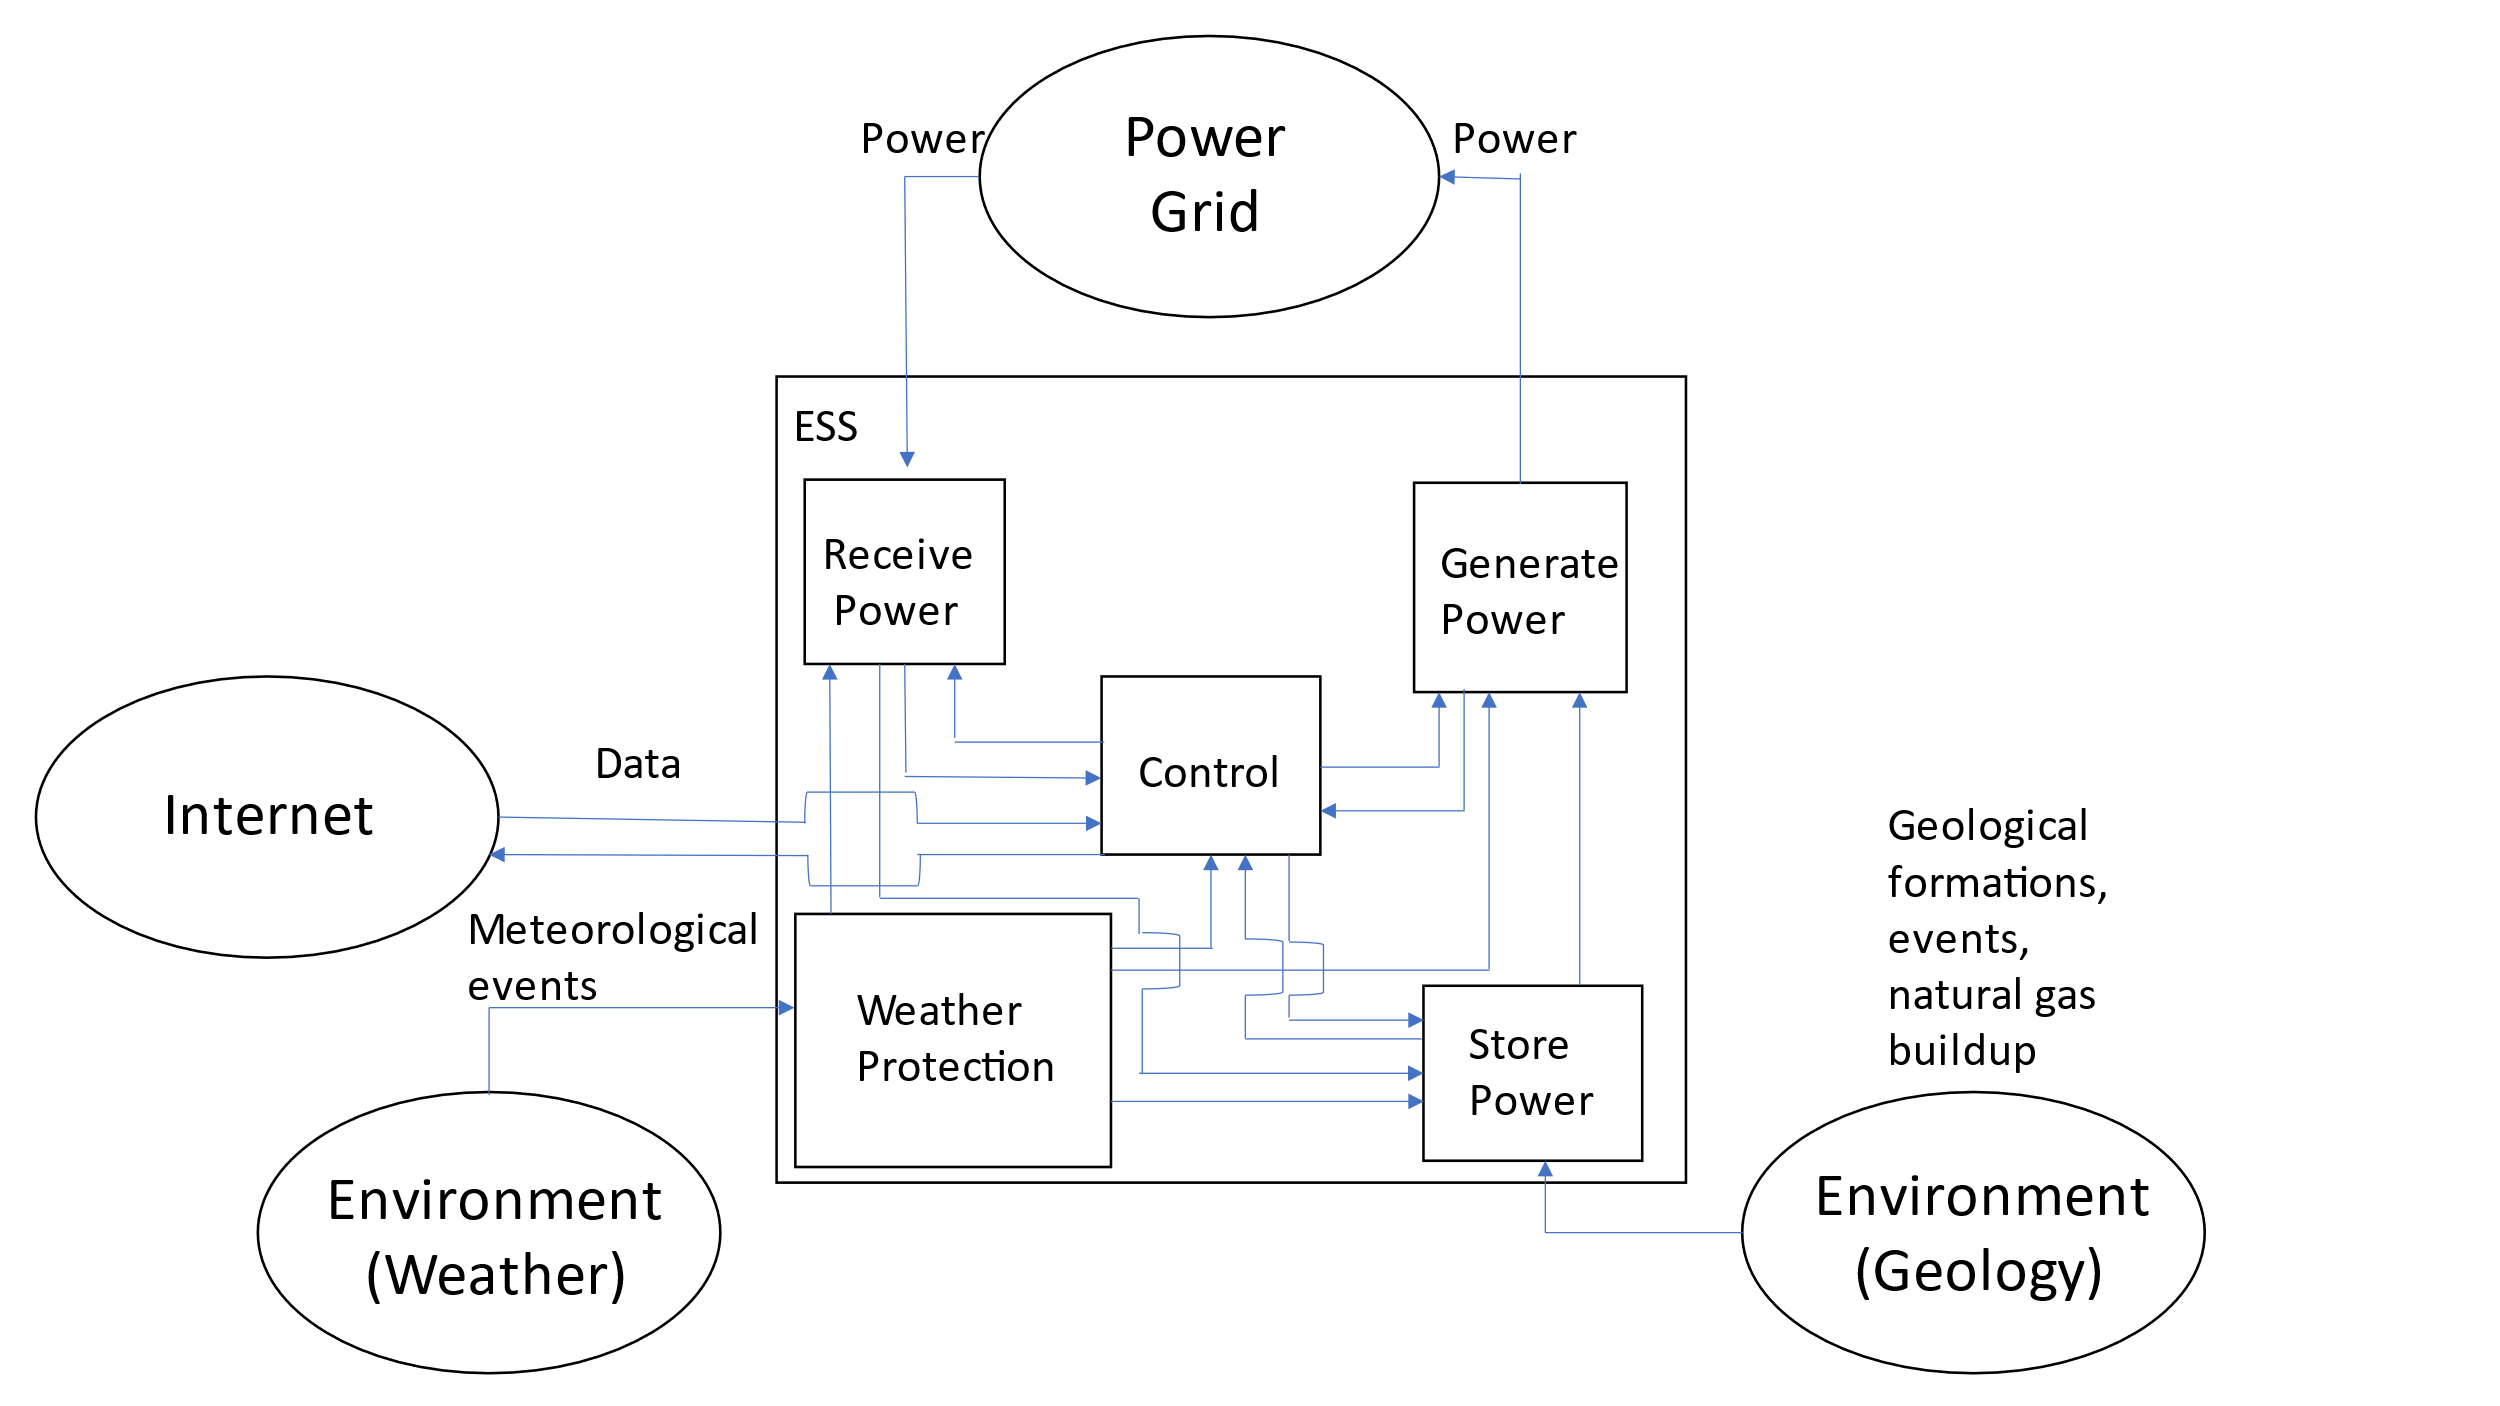 Power
Power
Grid
Power
ESS
Receive
Power
Generate
Power
Control
Data
Internet
Geological
formations,
events,
natural gas
buildup
Meteorological
events
Weather
Protection
Store
Power
Environment
(Weather)
Environment
(Geology)